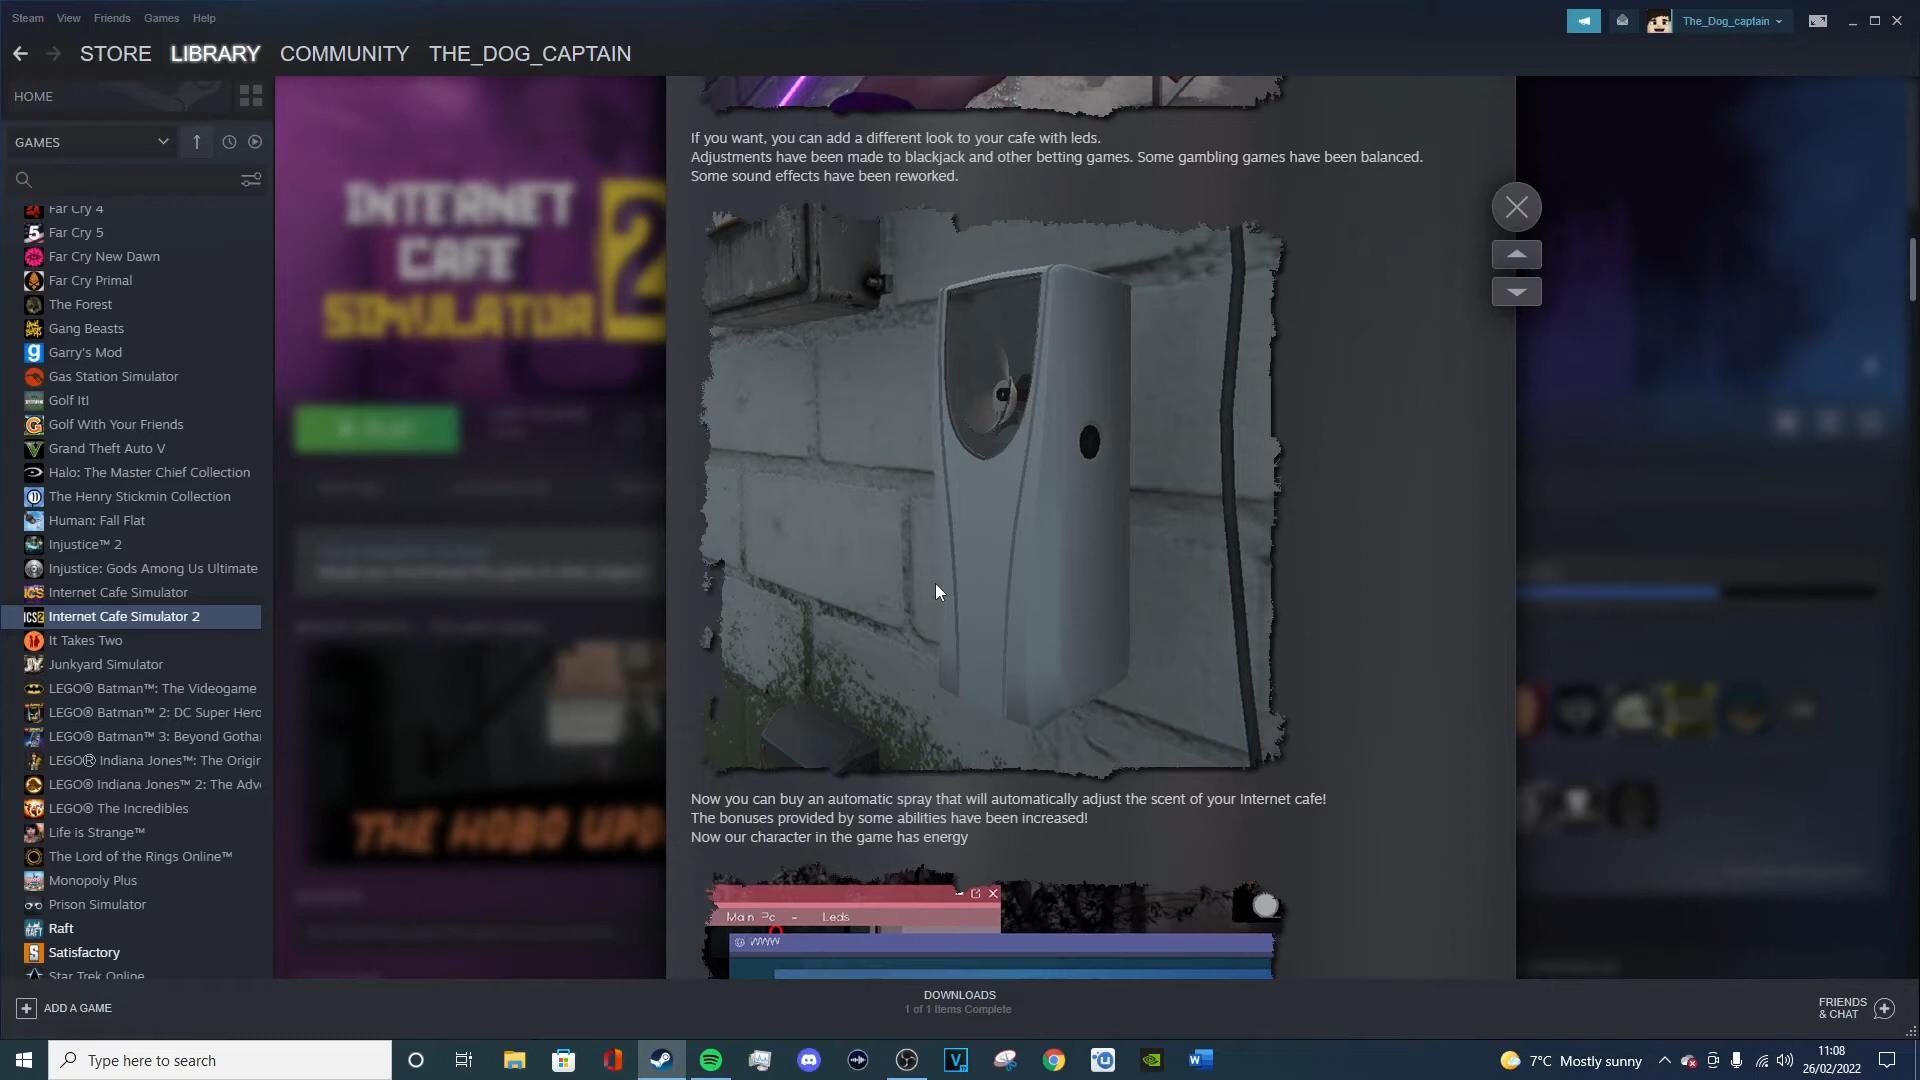 Steam View Friends Games Help
The_Dog_captain
STORE LIBRARY COMMUNITY THE_DOG_CAPTAIN
HOME
GAMES
Far Cry 4
Far Cry 5
Far Cry New Dawn
Far Cry Primal
The Forest
Gang Beasts
Garry's Mod
Gas Station Simulator
Golf It!
Golf With Your Friends
Grand Theft Auto V
Halo: The Master Chief Collection
The Henry Stickmin Collection
Human: Fall Flat
Injustice™ 2
Injustice: Gods Among Us Ultimate
Internet Cafe Simulator
Internet Cafe Simulator 2
It Takes Two
Junkyard Simulator
LEGO® Batman™: The Videogame
LEGO® Batman™ 2: DC Super Hero
LEGO® Batman™ 3: Beyond Gotha
LEGO® Indiana Jones™: The Origin
LEGO® Indiana Jones™ 2: The Adv
LEGO® The Incredibles
Life is Strange™
The Lord of the Rings Online™
Monopoly Plus
Prison Simulator
Raft
Satisfactory
Star Trek Online
INTERNET
CAFE 2
SIMULATOR
THE HOBO UPD
If you want, you can add a different look to your cafe with leds.
Adjustments have been made to blackjack and other betting games. Some gambling games have been balanced.
Some sound effects have been reworked.
Now you can buy an automatic spray that will automatically adjust the scent of your Internet cafe!
The bonuses provided by some abilities have been increased!
Now our character in the game has energy
Main Pc - Leds
WWW
ADD A GAME
DOWNLOADS
1 of 1 Items Complete
FRIENDS
& CHAT
Type here to search
7°C Mostly sunny
11:08
26/02/2022